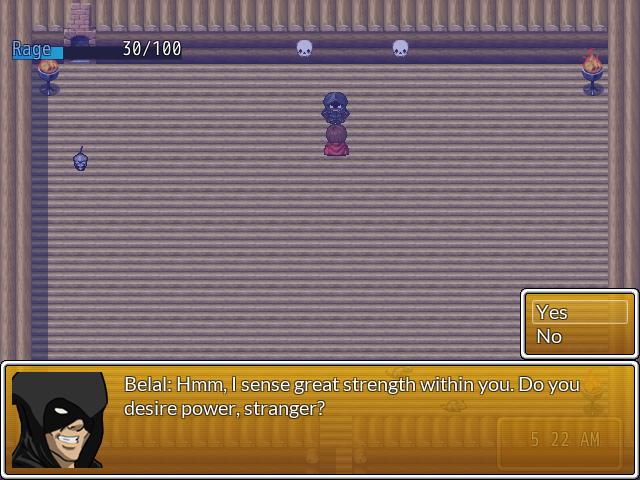 Rage 30/100
Yes
No
Belal: Hmm, I sense great strength within you. Do you
desire power, stranger?
5 22 AM